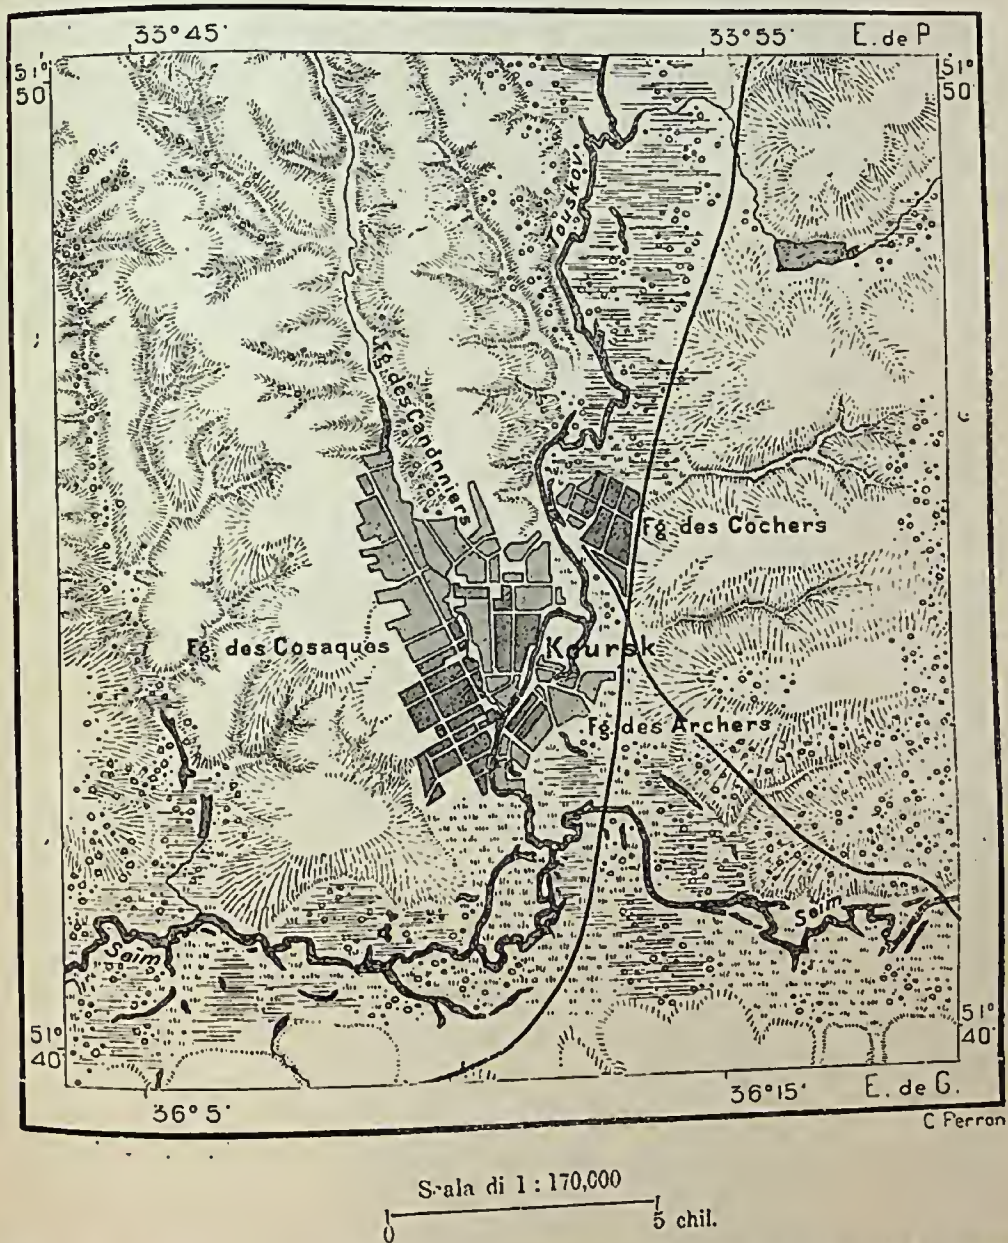 33°45'
33°55'
E. de P
51°
50'
51°
50'
Touskov
Fg. des Canonniers
Fg. des Cochers
Fg. des Cosaques
Koursk
Fg. des Archers
Seim
Seim
51°
40'
51°
40'
36°5'
36°15'
E. de G.
C Perron
Scala di 1 : 170,000
0
5 chil.